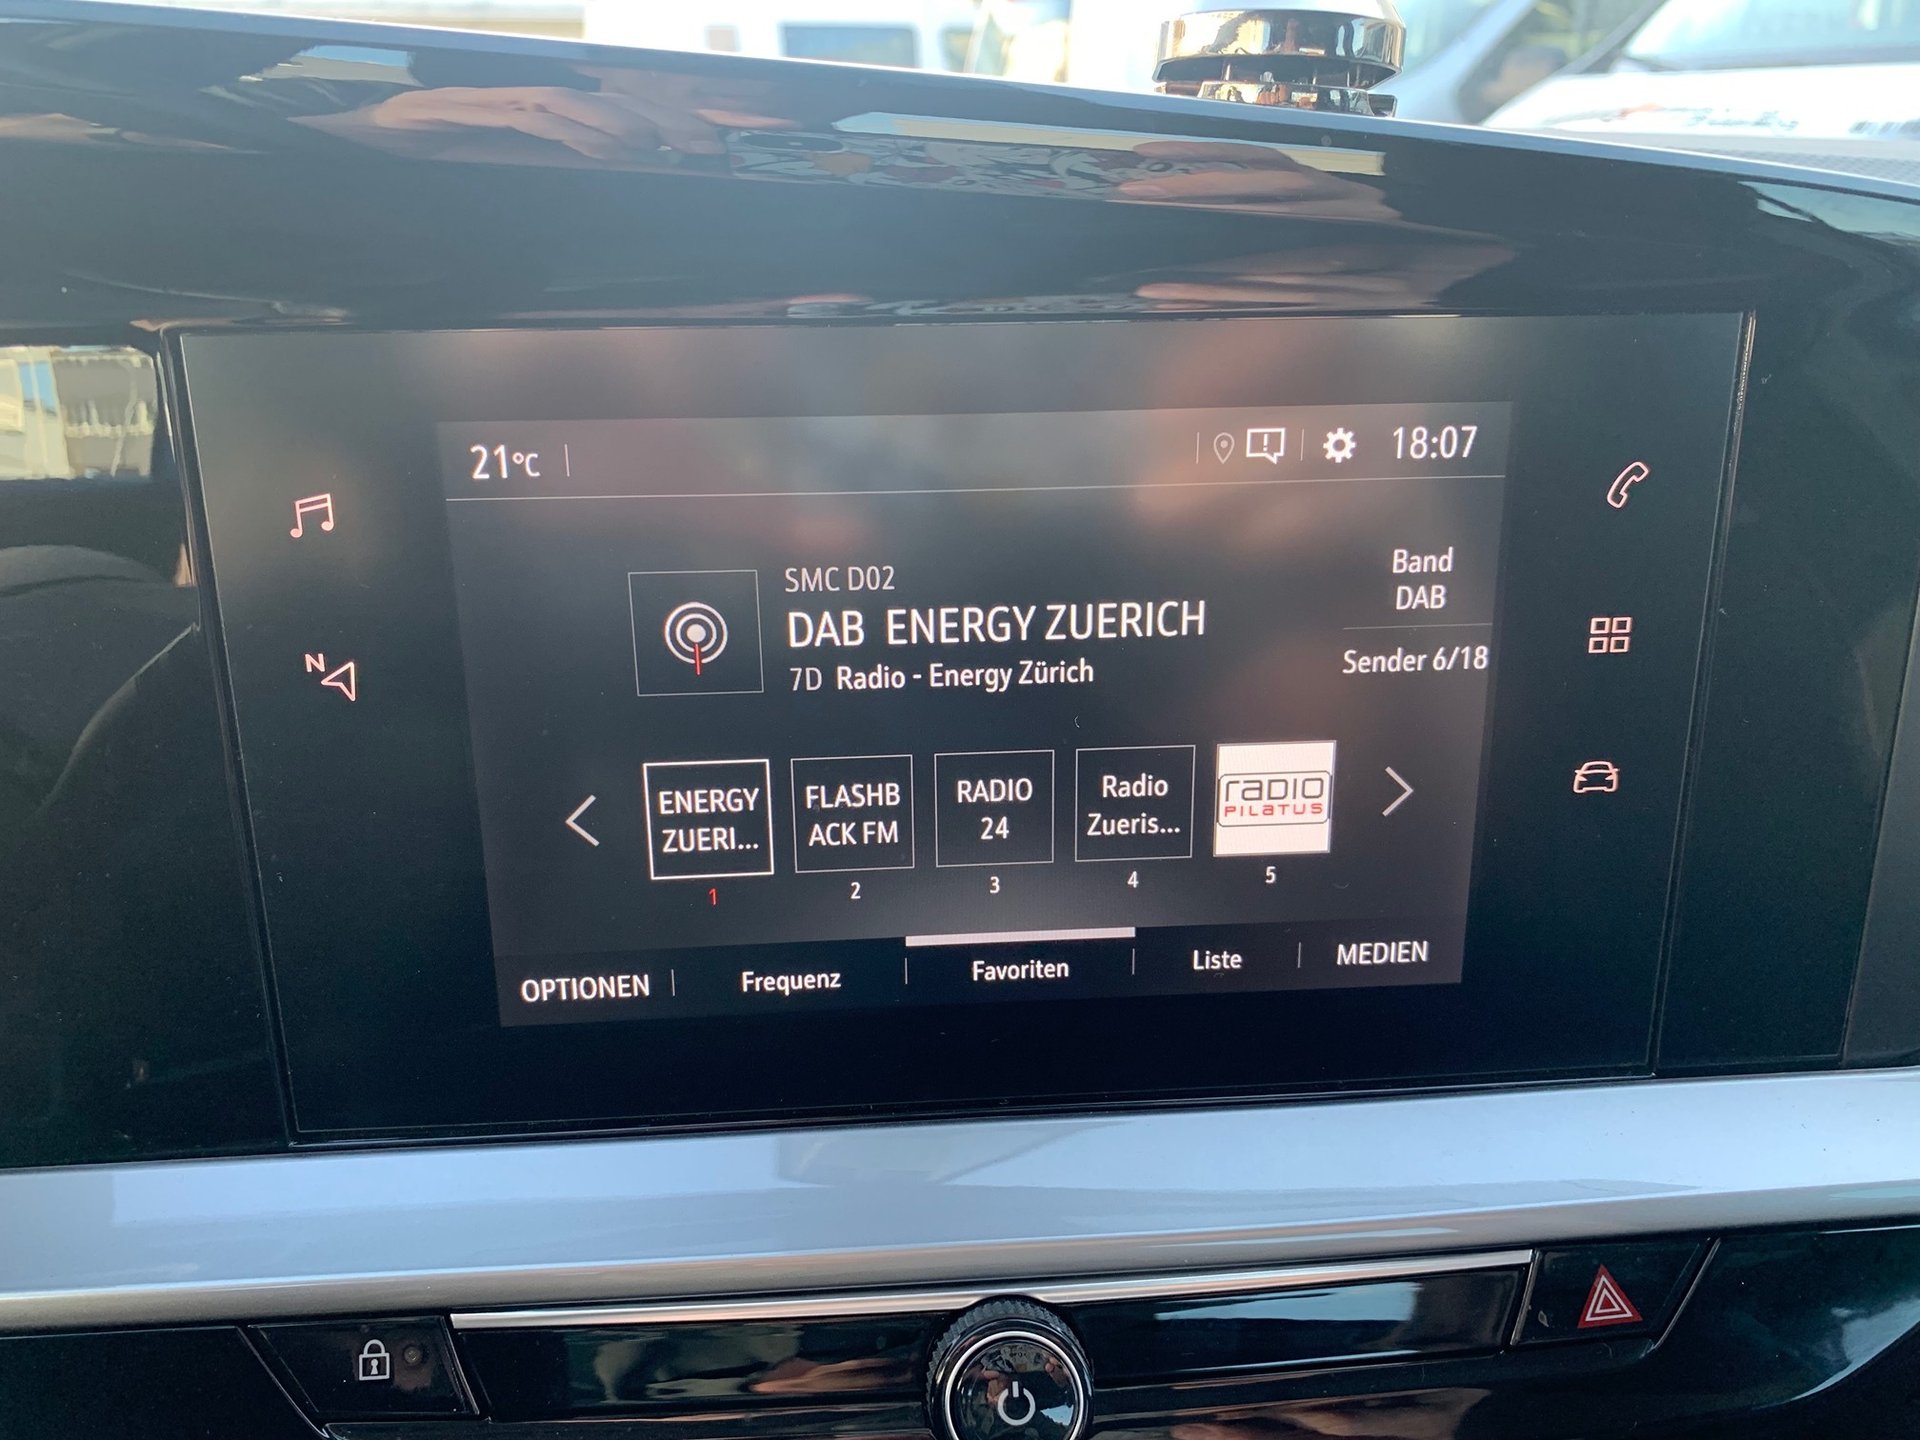 21°C
18:07
SMC D02
DAB ENERGY ZUERICH
7D Radio - Energy Zürich
Band
DAB
Sender 6/18
N
ENERGY
ZUERI...
FLASHB
ACK FM
RADIO
24
Radio
Zueris...
RADIO
PILATUS
1
2
3
4
5
OPTIONEN
Frequenz
Favoriten
Liste
MEDIEN